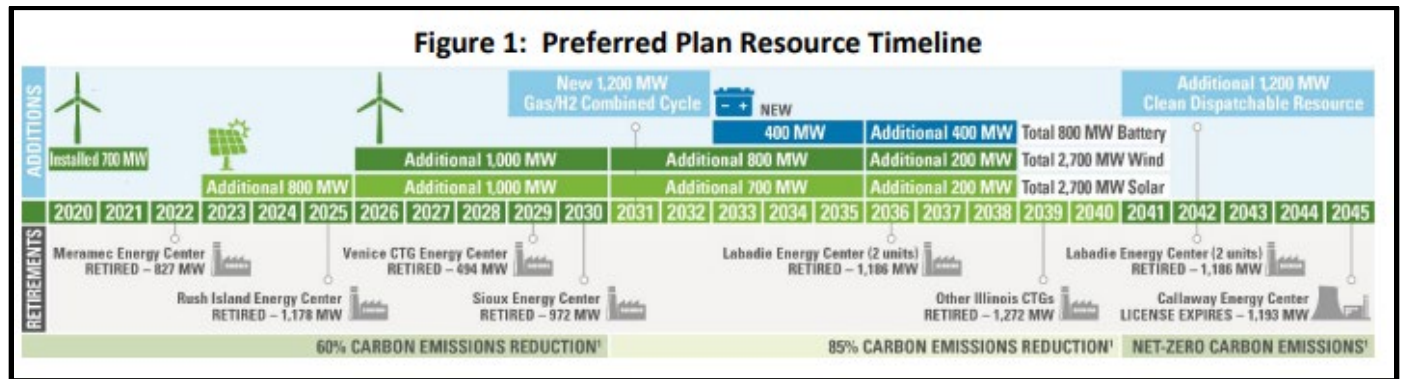 Figure 1: Preferred Plan Resource Timeline
ADDITIONS
New 1,200 MW
Gas/H2 Combined Cycle
Additional 1,200 MW
Clean Dispatchable Resource
- + NEW
400 MW Additional 400 MW Total 800 MW Battery
Installed 700 MW Additional 1,000 MW Additional 800 MW Additional 200 MW Total 2,700 MW Wind
Additional 800 MW Additional 1,000 MW Additional 700 MW Additional 200 MW Total 2,700 MW Solar
2020 2021 2022 2023 2024 2025 2026 2027 2028 2029 2030 2031 2032 2033 2034 2035 2036 2037 2038 2039 2040 2041 2042 2043 2044 2045
RETIREMENTS
Meramec Energy Center
RETIRED – 827 MW
Venice CTG Energy Center
RETIRED – 494 MW
Labadie Energy Center (2 units)
RETIRED – 1,186 MW
Labadie Energy Center (2 units)
RETIRED – 1,186 MW
Rush Island Energy Center
RETIRED – 1,178 MW
Sioux Energy Center
RETIRED – 972 MW
Other Illinois CTGs
RETIRED – 1,272 MW
Callaway Energy Center
LICENSE EXPIRES – 1,193 MW
60% CARBON EMISSIONS REDUCTION¹ 85% CARBON EMISSIONS REDUCTION¹ NET-ZERO CARBON EMISSIONS¹